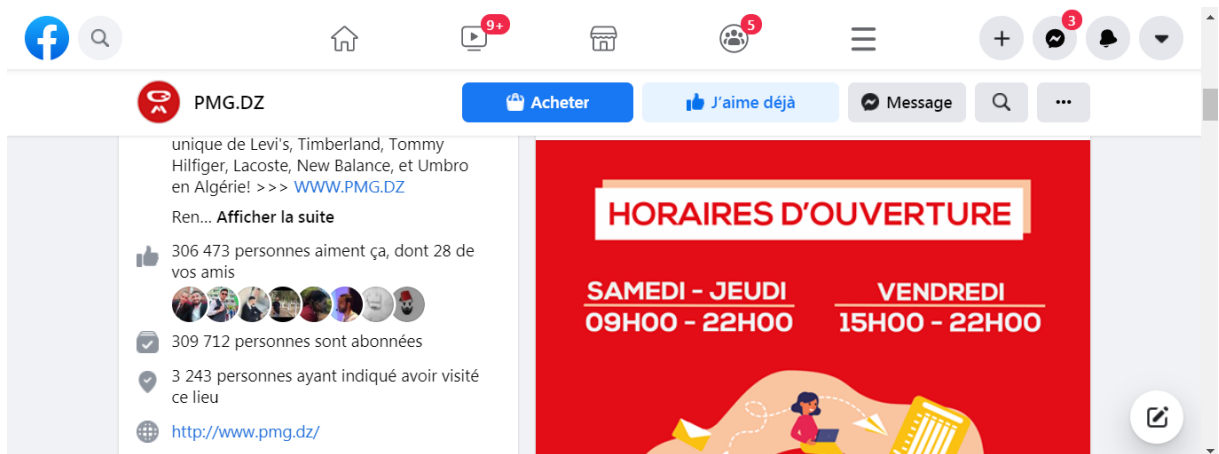 9+
5
3
PMG.DZ
Acheter
J'aime déjà
Message
unique de Levi's, Timberland, Tommy
Hilfiger, Lacoste, New Balance, et Umbro
en Algérie! >>> WWW.PMG.DZ
Ren... Afficher la suite
306 473 personnes aiment ça, dont 28 de
vos amis
309 712 personnes sont abonnées
3 243 personnes ayant indiqué avoir visité
ce lieu
http://www.pmg.dz/
HORAIRES D'OUVERTURE
SAMEDI - JEUDI
09H00 - 22H00
VENDREDI
15H00 - 22H00